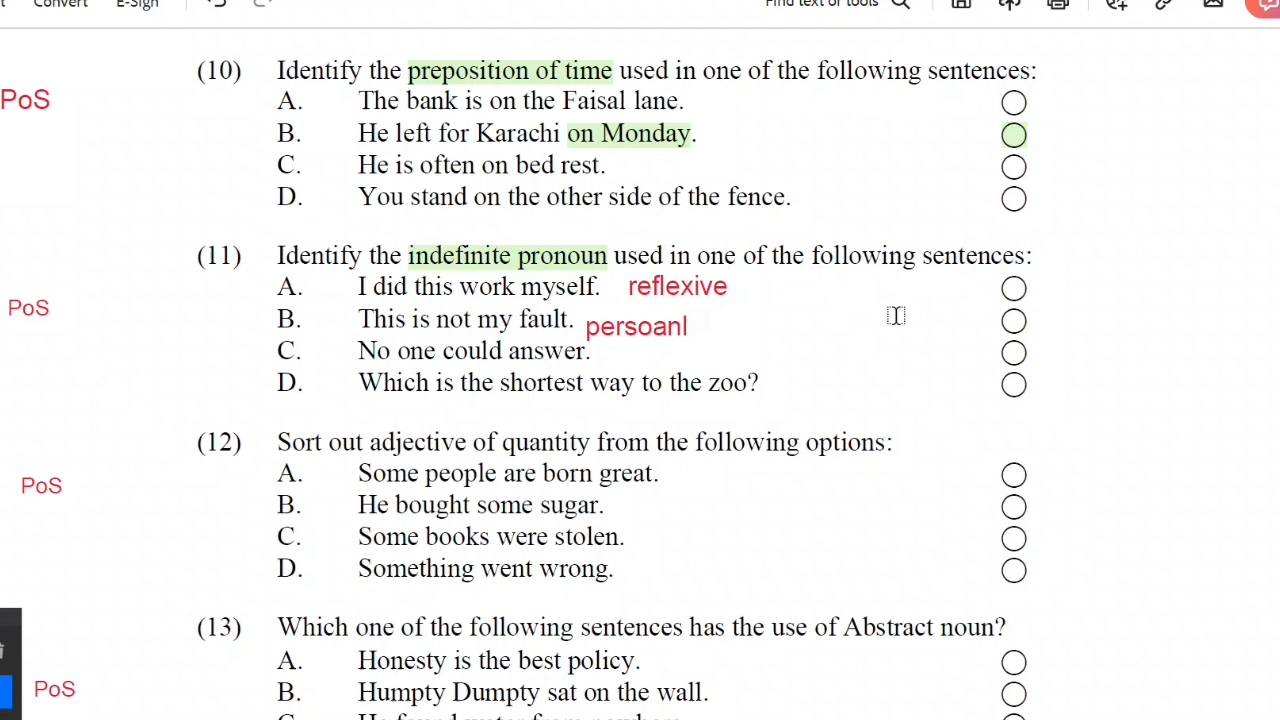 Convert E-Sign Find text or tools
(10) Identify the preposition of time used in one of the following sentences:
PoS A. The bank is on the Faisal lane.
B. He left for Karachi on Monday.
C. He is often on bed rest.
D. You stand on the other side of the fence.
(11) Identify the indefinite pronoun used in one of the following sentences:
A. I did this work myself. reflexive
PoS B. This is not my fault. persoanl
C. No one could answer.
D. Which is the shortest way to the zoo?
(12) Sort out adjective of quantity from the following options:
A. Some people are born great.
PoS
B. He bought some sugar.
C. Some books were stolen.
D. Something went wrong.
(13) Which one of the following sentences has the use of Abstract noun?
A. Honesty is the best policy.
PoS B. Humpty Dumpty sat on the wall.
C. He found water from nowhere.